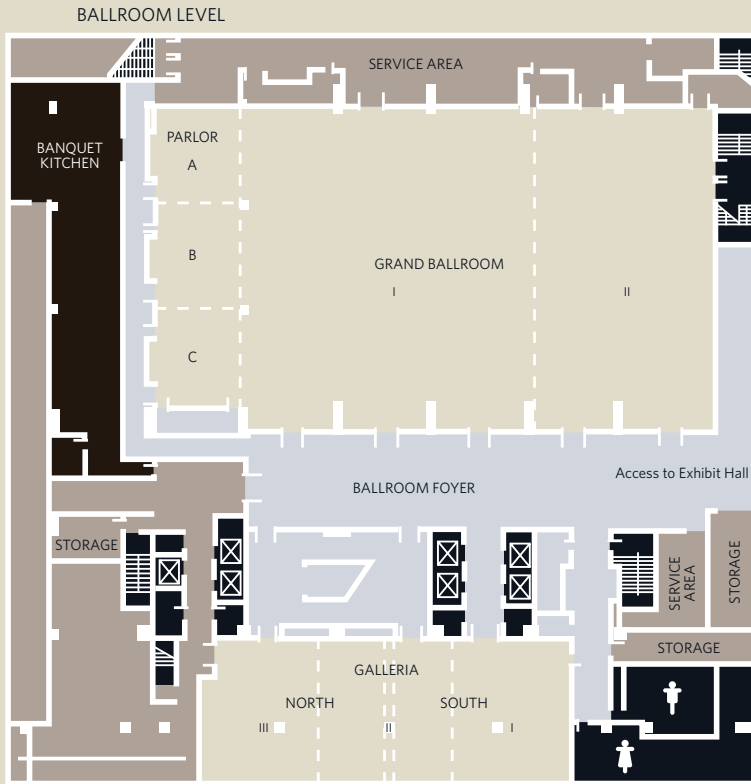 BALLROOM LEVEL
SERVICE AREA
PARLOR
A
BANQUET
KITCHEN
B
GRAND BALLROOM
I
II
C
BALLROOM FOYER
Access to Exhibit Hall
STORAGE
SERVICE
AREA
STORAGE
STORAGE
GALLERIA
NORTH
SOUTH
III
II
I